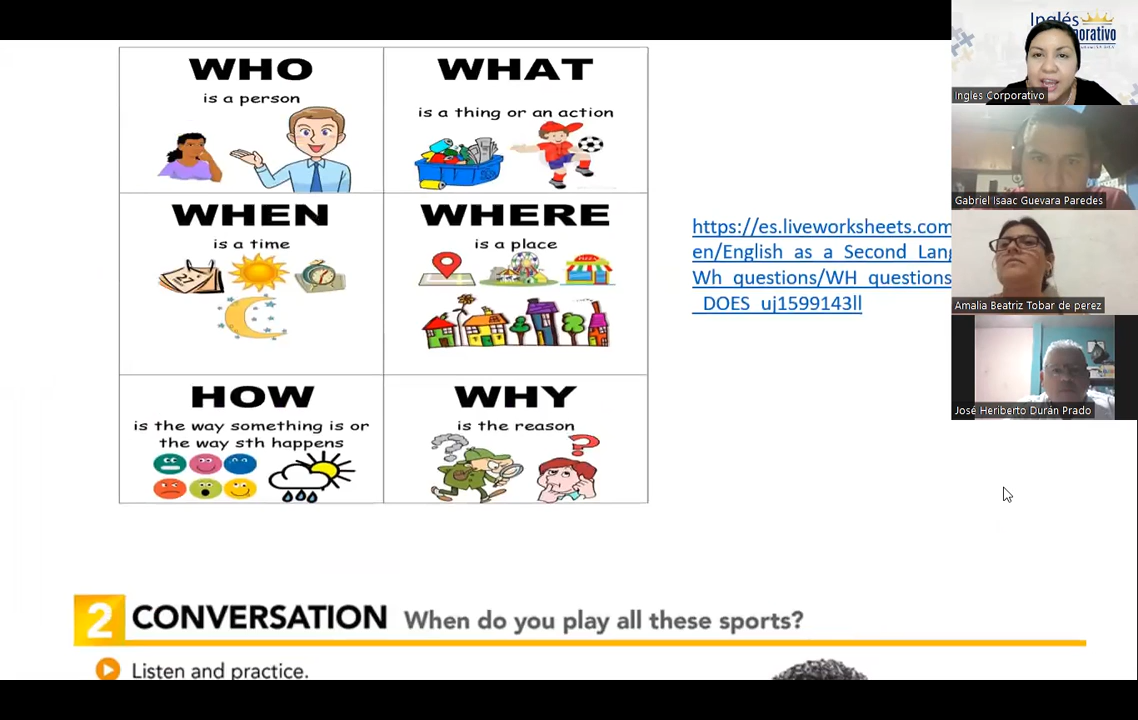 WHO
is a person
WHAT
is a thing or an action
WHEN
is a time
WHERE
is a place
HOW
is the way something is or
the way sth happens
WHY
is the reason
https://es.liveworksheets.com
en/English_as_a_Second_Lang
Wh_questions/WH_questions
_DOES_uj1599143ll
2 CONVERSATION When do you play all these sports?
Listen and practice.
Inglés
orativo
Ingles Corporativo
Gabriel Isaac Guevara Paredes
Amalia Beatriz Tobar de perez
José Heriberto Durán Prado